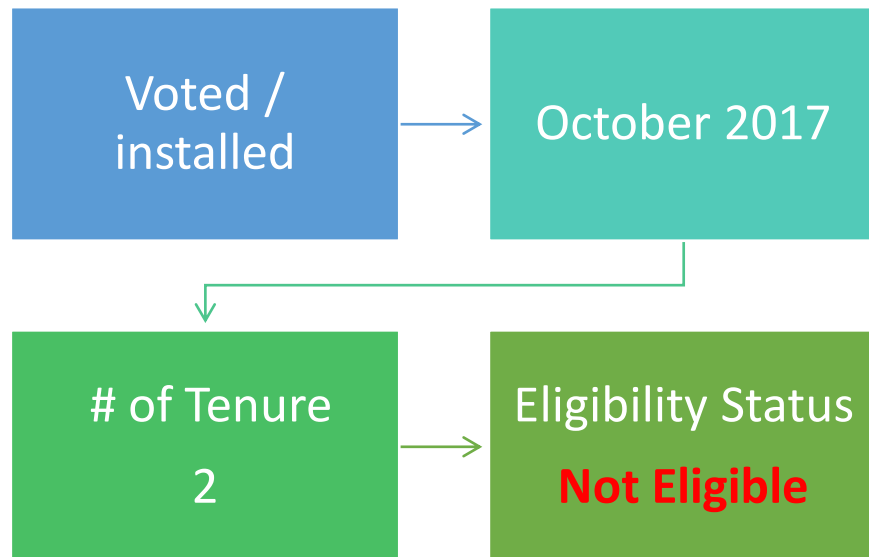 Voted /
installed
October 2017
# of Tenure
2
Eligibility Status
Not Eligible